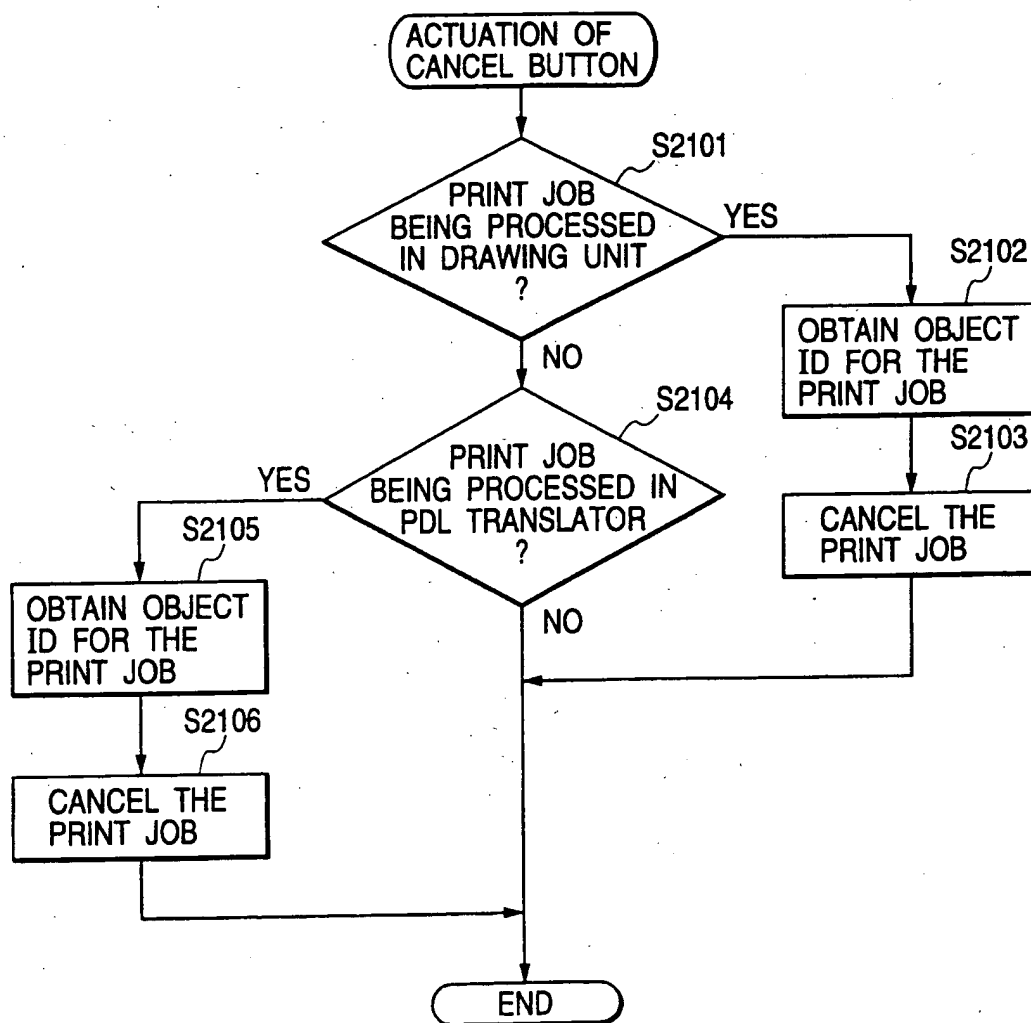 ACTUATION OF
CANCEL BUTTON
S2101
PRINT JOB
BEING PROCESSED
IN DRAWING UNIT
?
YES
S2102
OBTAIN OBJECT
ID FOR THE
PRINT JOB
NO
S2104
S2103
PRINT JOB
BEING PROCESSED IN
PDL TRANSLATOR
?
YES
CANCEL THE
PRINT JOB
S2105
OBTAIN OBJECT
ID FOR THE
PRINT JOB
NO
S2106
CANCEL THE
PRINT JOB
END